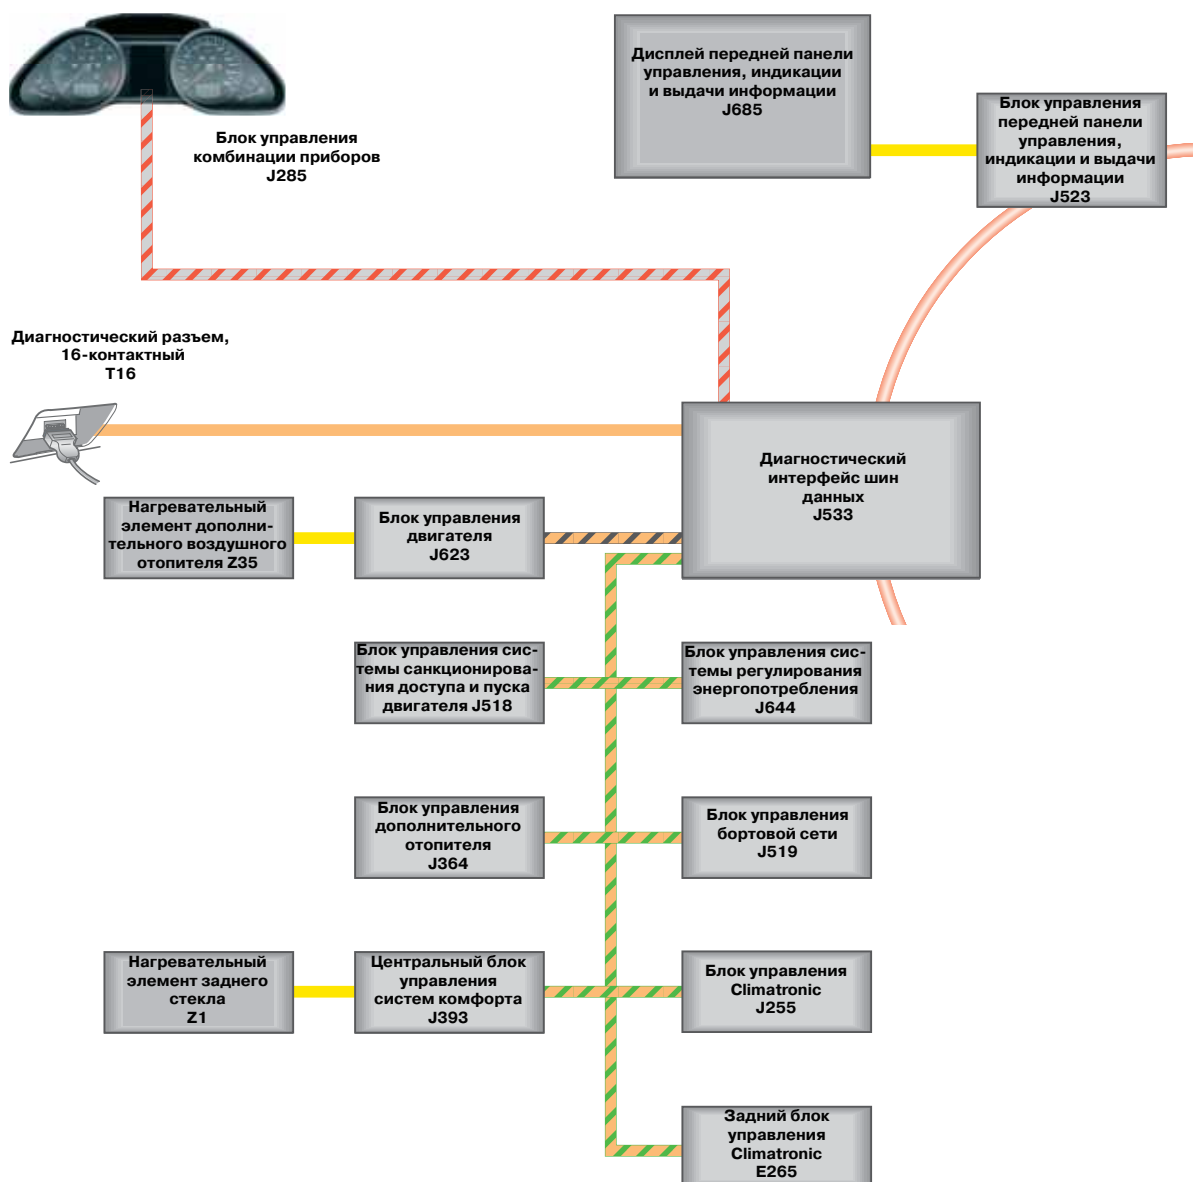 Блок управления
комбинации приборов
J285
Дисплей передней панели
управления, индикации
и выдачи информации
J685
Блок управления
передней панели
управления,
индикации и выдачи
информации
J523
Диагностический разъем,
16-контактный
T16
Диагностический
интерфейс шин
данных
J533
Нагревательный
элемент дополни-
тельного воздушного
отопителя Z35
Блок управления
двигателя
J623
Блок управления сис-
темы санкционирова-
ния доступа и пуска
двигателя J518
Блок управления сис-
темы регулирования
энергопотребления
J644
Блок управления
дополнительного
отопителя
J364
Блок управления
бортовой сети
J519
Нагревательный
элемент заднего
стекла
Z1
Центральный блок
управления
систем комфорта
J393
Блок управления
Climatronic
J255
Задний блок
управления
Climatronic
E265